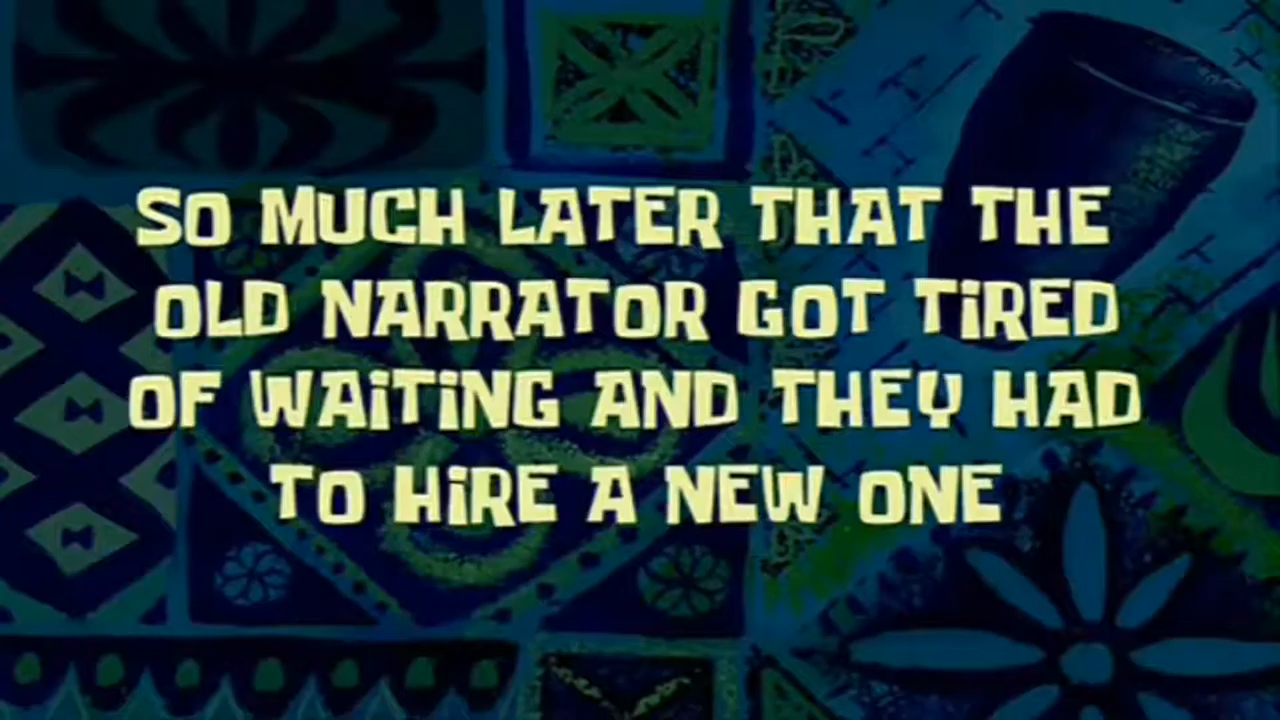 SO MUCH LATER THAT THE
OLD NARRATOR GOT TiRED
OF WAiTiNG AND THEY HAD
TO HiRE A NEW ONE